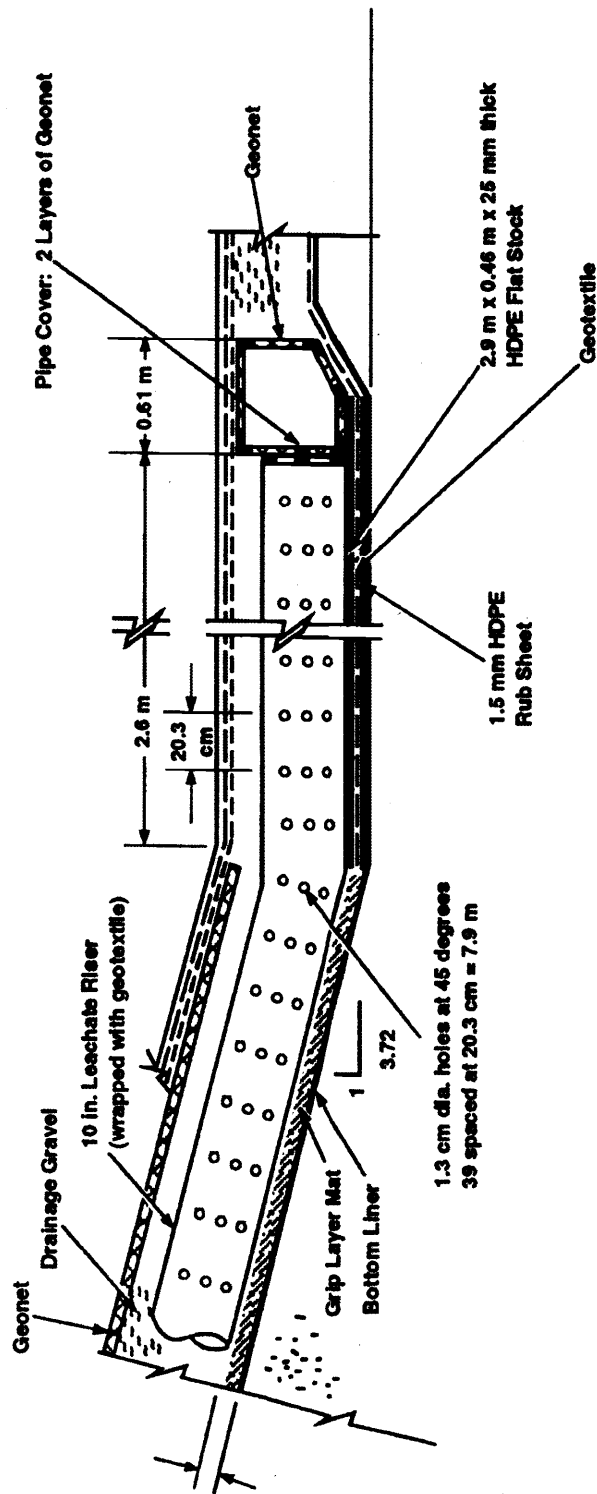 Geonet
Drainage Gravel
10 in. Leachate Riser
(wrapped with geotextile)
2.6 m
20.3
cm
0.61 m
Pipe Cover: 2 Layers of Geonet
Geonet
Grip Layer Mat
Bottom Liner
1
3.72
1.3 cm dia. holes at 45 degrees
39 spaced at 20.3 cm = 7.9 m
1.5 mm HDPE
Rub Sheet
2.9 m x 0.46 m x 25 mm thick
HDPE Flat Stock
Geotextile